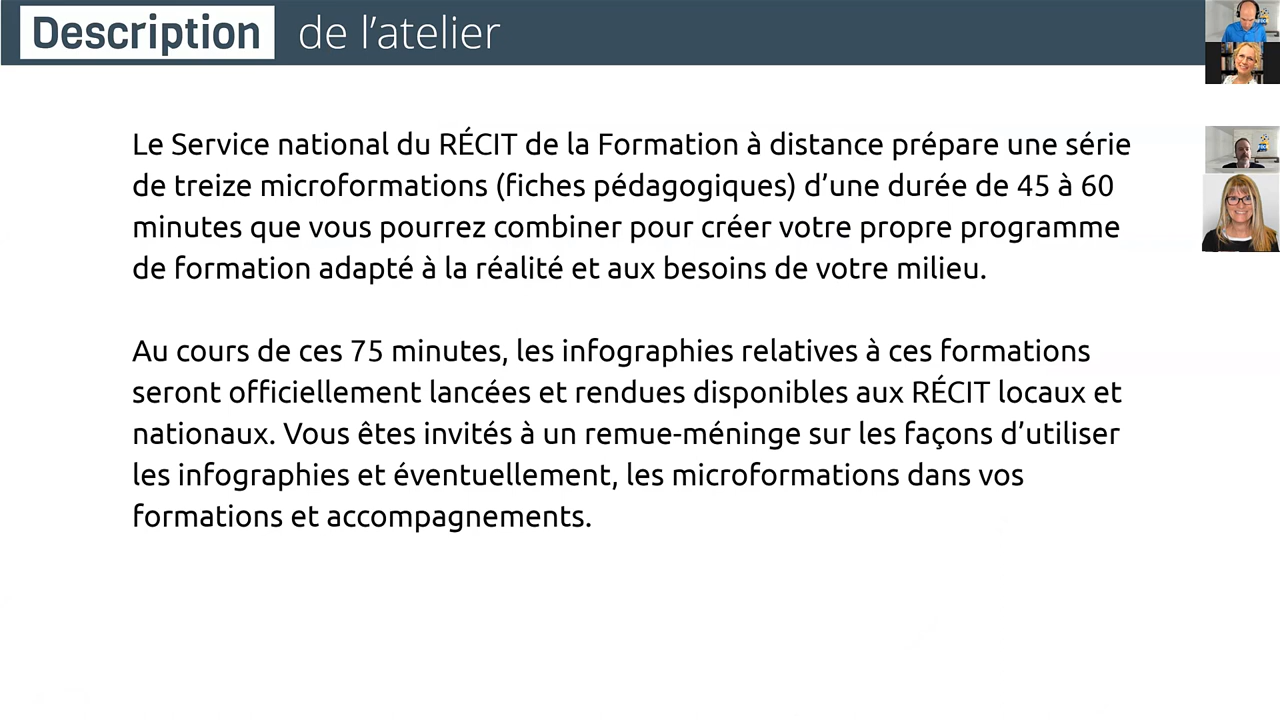 Description de l’atelier
Le Service national du RÉCIT de la Formation à distance prépare une série
de treize microformations (fiches pédagogiques) d’une durée de 45 à 60
minutes que vous pourrez combiner pour créer votre propre programme
de formation adapté à la réalité et aux besoins de votre milieu.
Au cours de ces 75 minutes, les infographies relatives à ces formations
seront officiellement lancées et rendues disponibles aux RÉCIT locaux et
nationaux. Vous êtes invités à un remue-méninge sur les façons d’utiliser
les infographies et éventuellement, les microformations dans vos
formations et accompagnements.